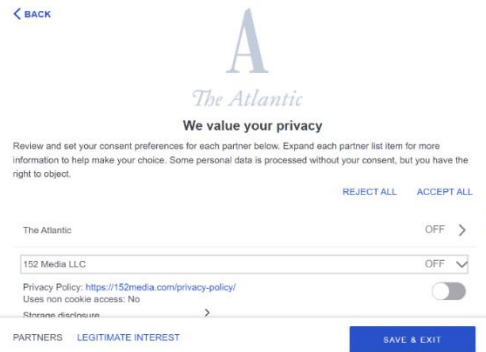 BACK
A
The Atlantic
We value your privacy
Review and set your consent preferences for each partner below. Expand each partner list item for more
information to help make your choice. Some personal data is processed without your consent, but you have the
right to object.
REJECT ALL ACCEPT ALL
The Atlantic OFF
152 Media LLC OFF
Privacy Policy: https://152media.com/privacy-policy/
Uses non cookie access: No
Storage disclosure
PARTNERS LEGITIMATE INTEREST SAVE & EXIT